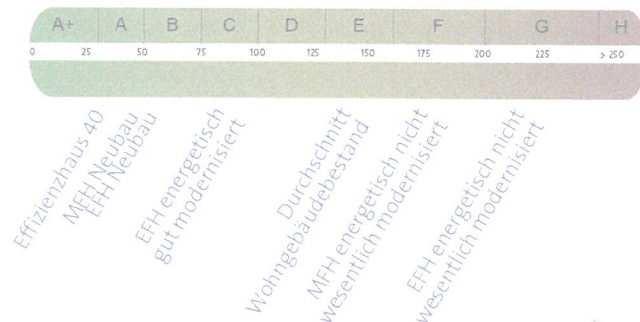 A+ A B C D E F G H
0 25 50 75 100 125 150 175 200 225 > 250
Effizienzhaus 40
MFH Neubau
EFH Neubau
EFH energetisch
gut modernisiert
Durchschnitt
Wohngebäudebestand
MFH energetisch nicht
wesentlich modernisiert
EFH energetisch nicht
wesentlich modernisiert